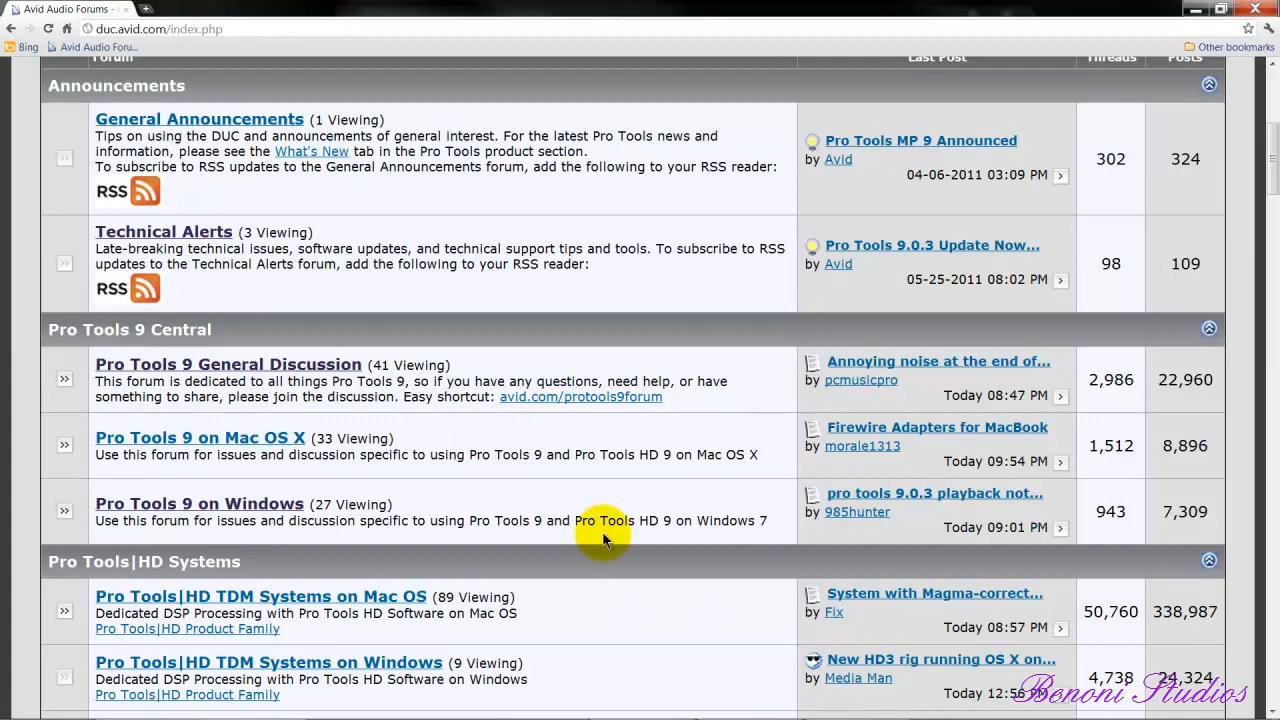 Avid Audio Forums -
duc.avid.com/index.php
Bing Avid Audio Foru... Other bookmarks
Forum Last Post Threads Posts
Announcements
General Announcements (1 Viewing)
Tips on using the DUC and announcements of general interest. For the latest Pro Tools news and
information, please see the What's New tab in the Pro Tools product section.
To subscribe to RSS updates to the General Announcements forum, add the following to your RSS reader:
RSS
Pro Tools MP 9 Announced
by Avid
04-06-2011 03:09 PM
302 324
Technical Alerts (3 Viewing)
Late-breaking technical issues, software updates, and technical support tips and tools. To subscribe to RSS
updates to the Technical Alerts forum, add the following to your RSS reader:
RSS
Pro Tools 9.0.3 Update Now...
by Avid
05-25-2011 08:02 PM
98 109
Pro Tools 9 Central
Pro Tools 9 General Discussion (41 Viewing)
This forum is dedicated to all things Pro Tools 9, so if you have any questions, need help, or have
something to share, please join the discussion. Easy shortcut: avid.com/protools9forum
Annoying noise at the end of...
by pcmusicpro
Today 08:47 PM
2,986 22,960
Pro Tools 9 on Mac OS X (33 Viewing)
Use this forum for issues and discussion specific to using Pro Tools 9 and Pro Tools HD 9 on Mac OS X
Firewire Adapters for MacBook
by morale1313
Today 09:54 PM
1,512 8,896
Pro Tools 9 on Windows (27 Viewing)
Use this forum for issues and discussion specific to using Pro Tools 9 and Pro Tools HD 9 on Windows 7
pro tools 9.0.3 playback not...
by 985hunter
Today 09:01 PM
943 7,309
Pro Tools|HD Systems
Pro Tools|HD TDM Systems on Mac OS (89 Viewing)
Dedicated DSP Processing with Pro Tools HD Software on Mac OS
Pro Tools|HD Product Family
System with Magma-correct...
by Fix
Today 08:57 PM
50,760 338,987
Pro Tools|HD TDM Systems on Windows (9 Viewing)
Dedicated DSP Processing with Pro Tools HD Software on Windows
Pro Tools|HD Product Family
New HD3 rig running OS X on...
by Media Man
Today 12:56 PM
4,738 24,324
Benoni Studios